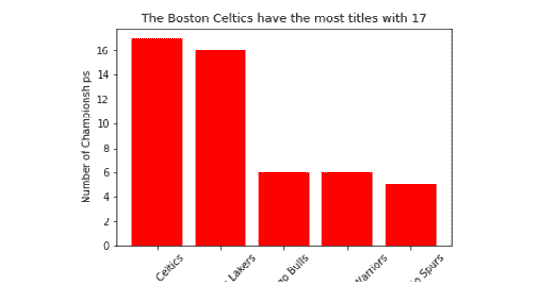 The Boston Celtics have the most titles with 17
Number of Championsh ps
16
14
12
10
8
6
4
2
0
Celtics
Lakers
go Bulls
Warriors
o Spurs